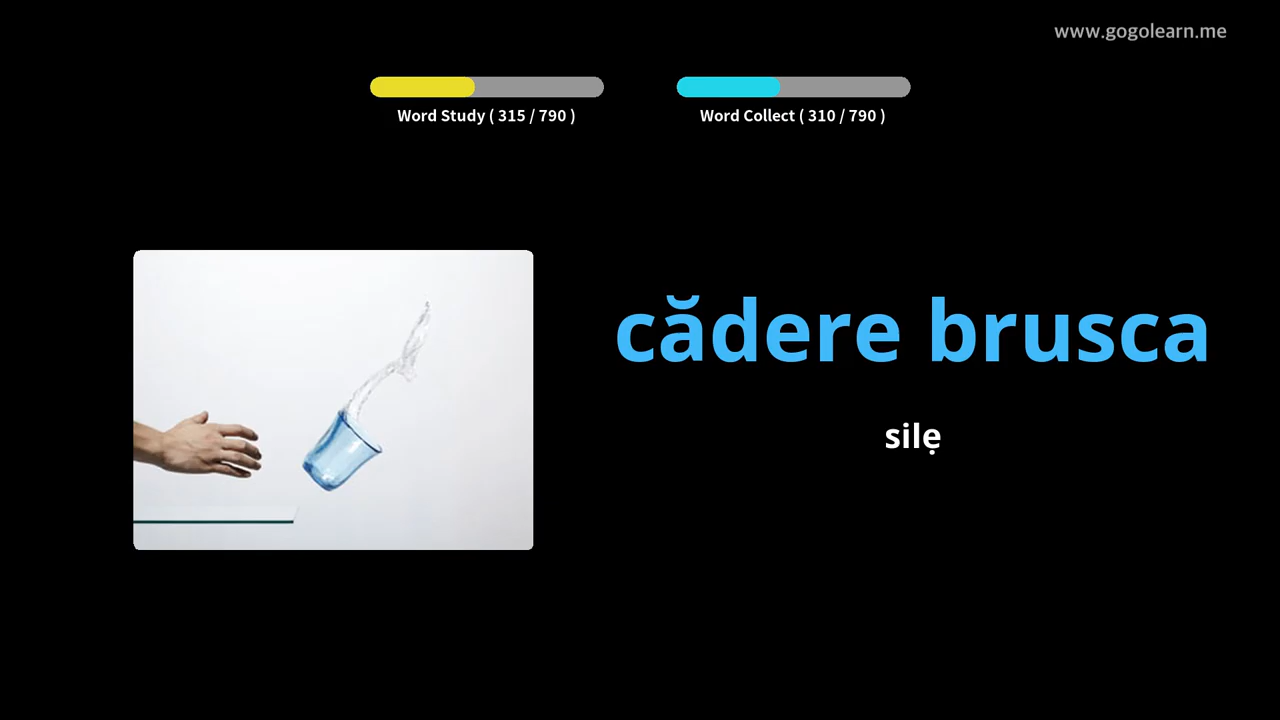 www.gogolearn.me
Word Study ( 315 / 790 )
Word Collect ( 310 / 790 )
cădere brusca
silẹ